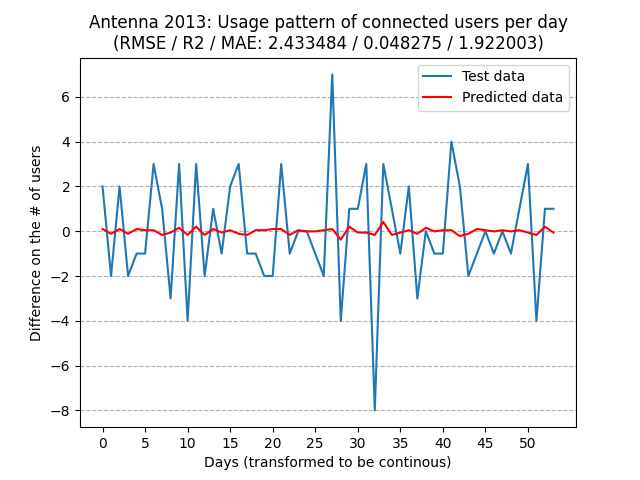 Antenna 2013: Usage pattern of connected users per day
(RMSE / R2 / MAE: 2.433484 / 0.048275 / 1.922003)
Test data
Predicted data
Difference on the # of users
6
4
2
0
−2
−4
−6
−8
0 5 10 15 20 25 30 35 40 45 50
Days (transformed to be continous)